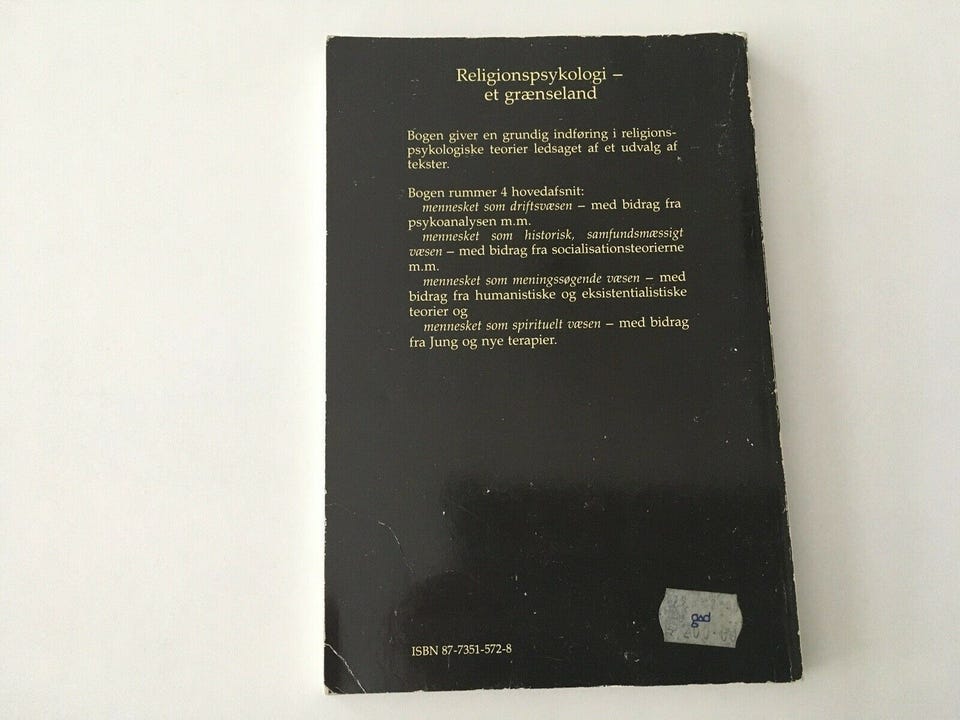 Religionspsykologi –
et grænseland
Bogen giver en grundig indføring i religions-
psykologiske teorier ledsaget af et udvalg af
tekster.
Bogen rummer 4 hovedafsnit:
mennesket som driftsvæsen – med bidrag fra
psykoanalysen m.m.
mennesket som historisk, samfundsmæssigt
væsen – med bidrag fra socialisationsteorierne
m.m.
mennesket som meningssøgende væsen – med
bidrag fra humanistiske og eksistentialistiske
teorier og
mennesket som spirituelt væsen – med bidrag
fra Jung og nye terapier.
gad
ISBN 87-7351-572-8